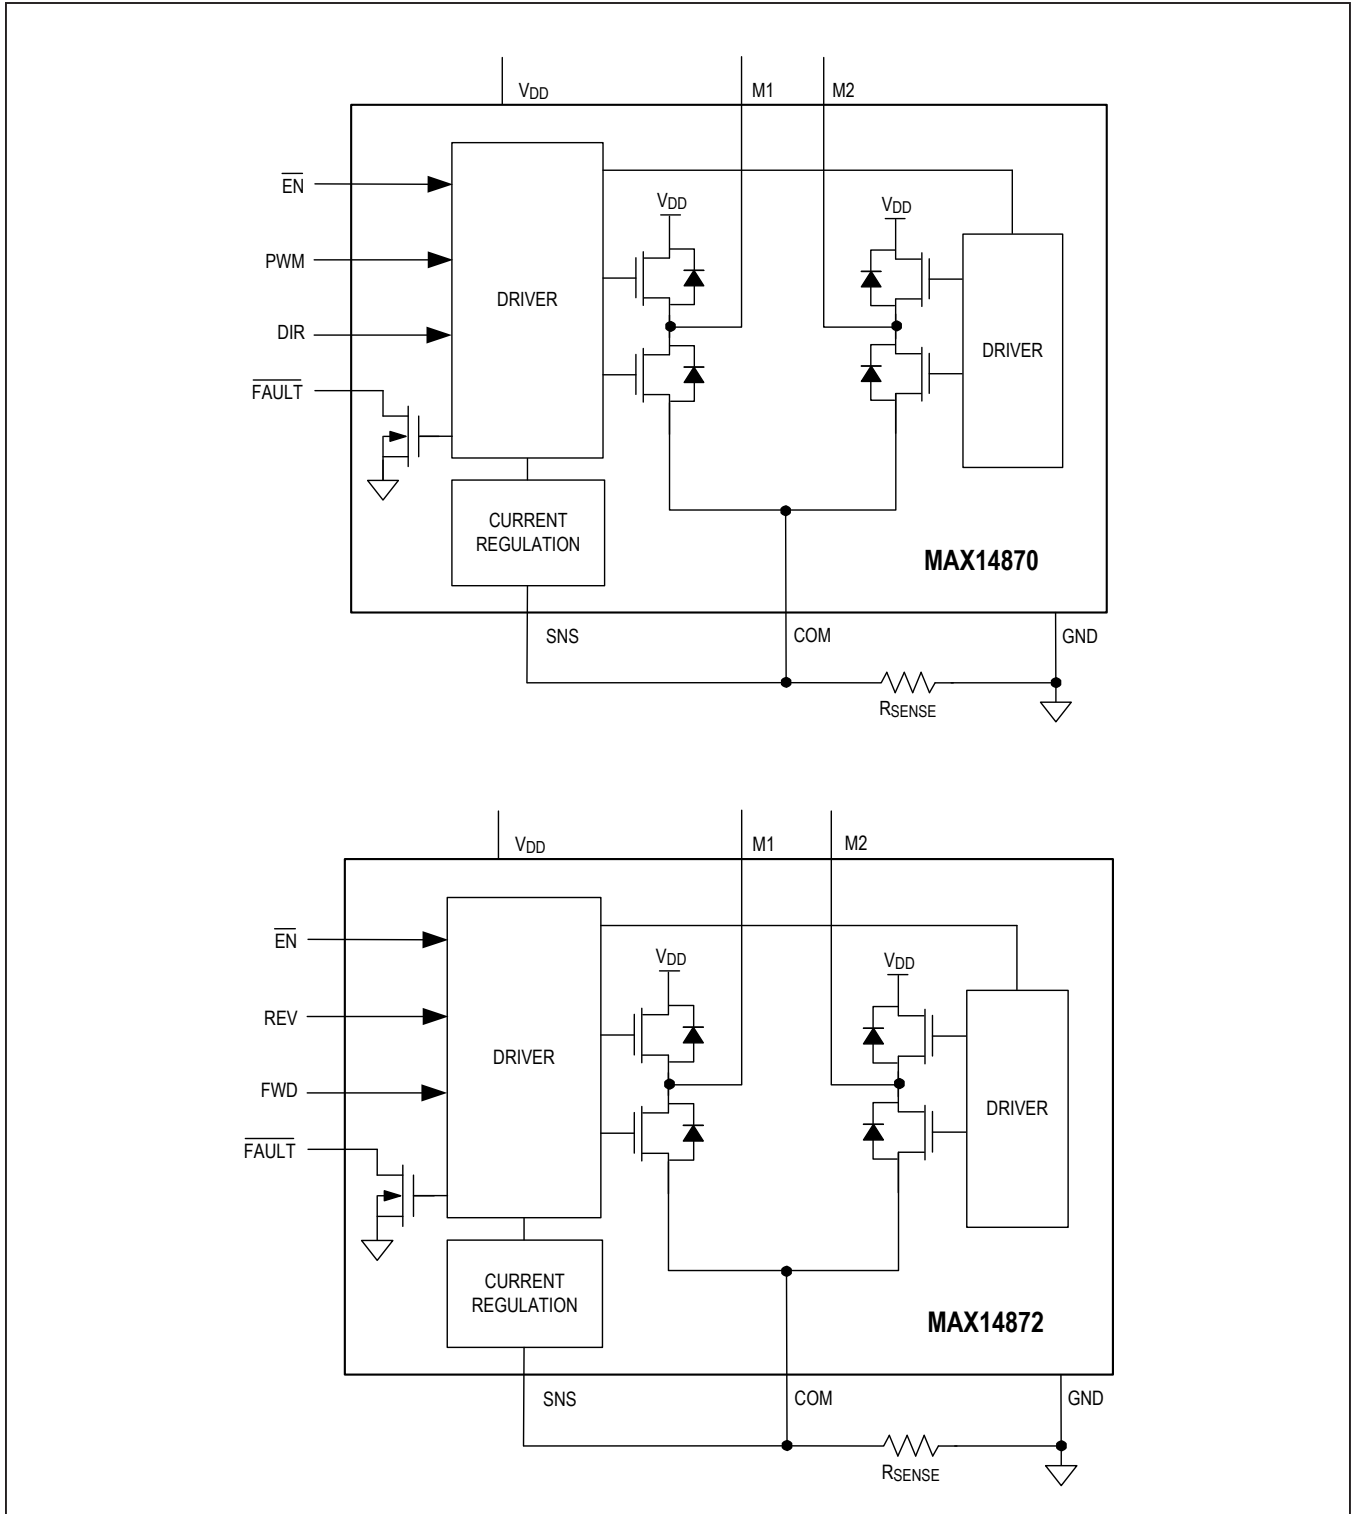 VDD
M1
M2
EN
PWM
DIR
FAULT
DRIVER
VDD
VDD
DRIVER
CURRENT
REGULATION
MAX14870
SNS
COM
GND
RSENSE
VDD
M1
M2
EN
REV
FWD
FAULT
DRIVER
VDD
VDD
DRIVER
CURRENT
REGULATION
MAX14872
SNS
COM
GND
RSENSE